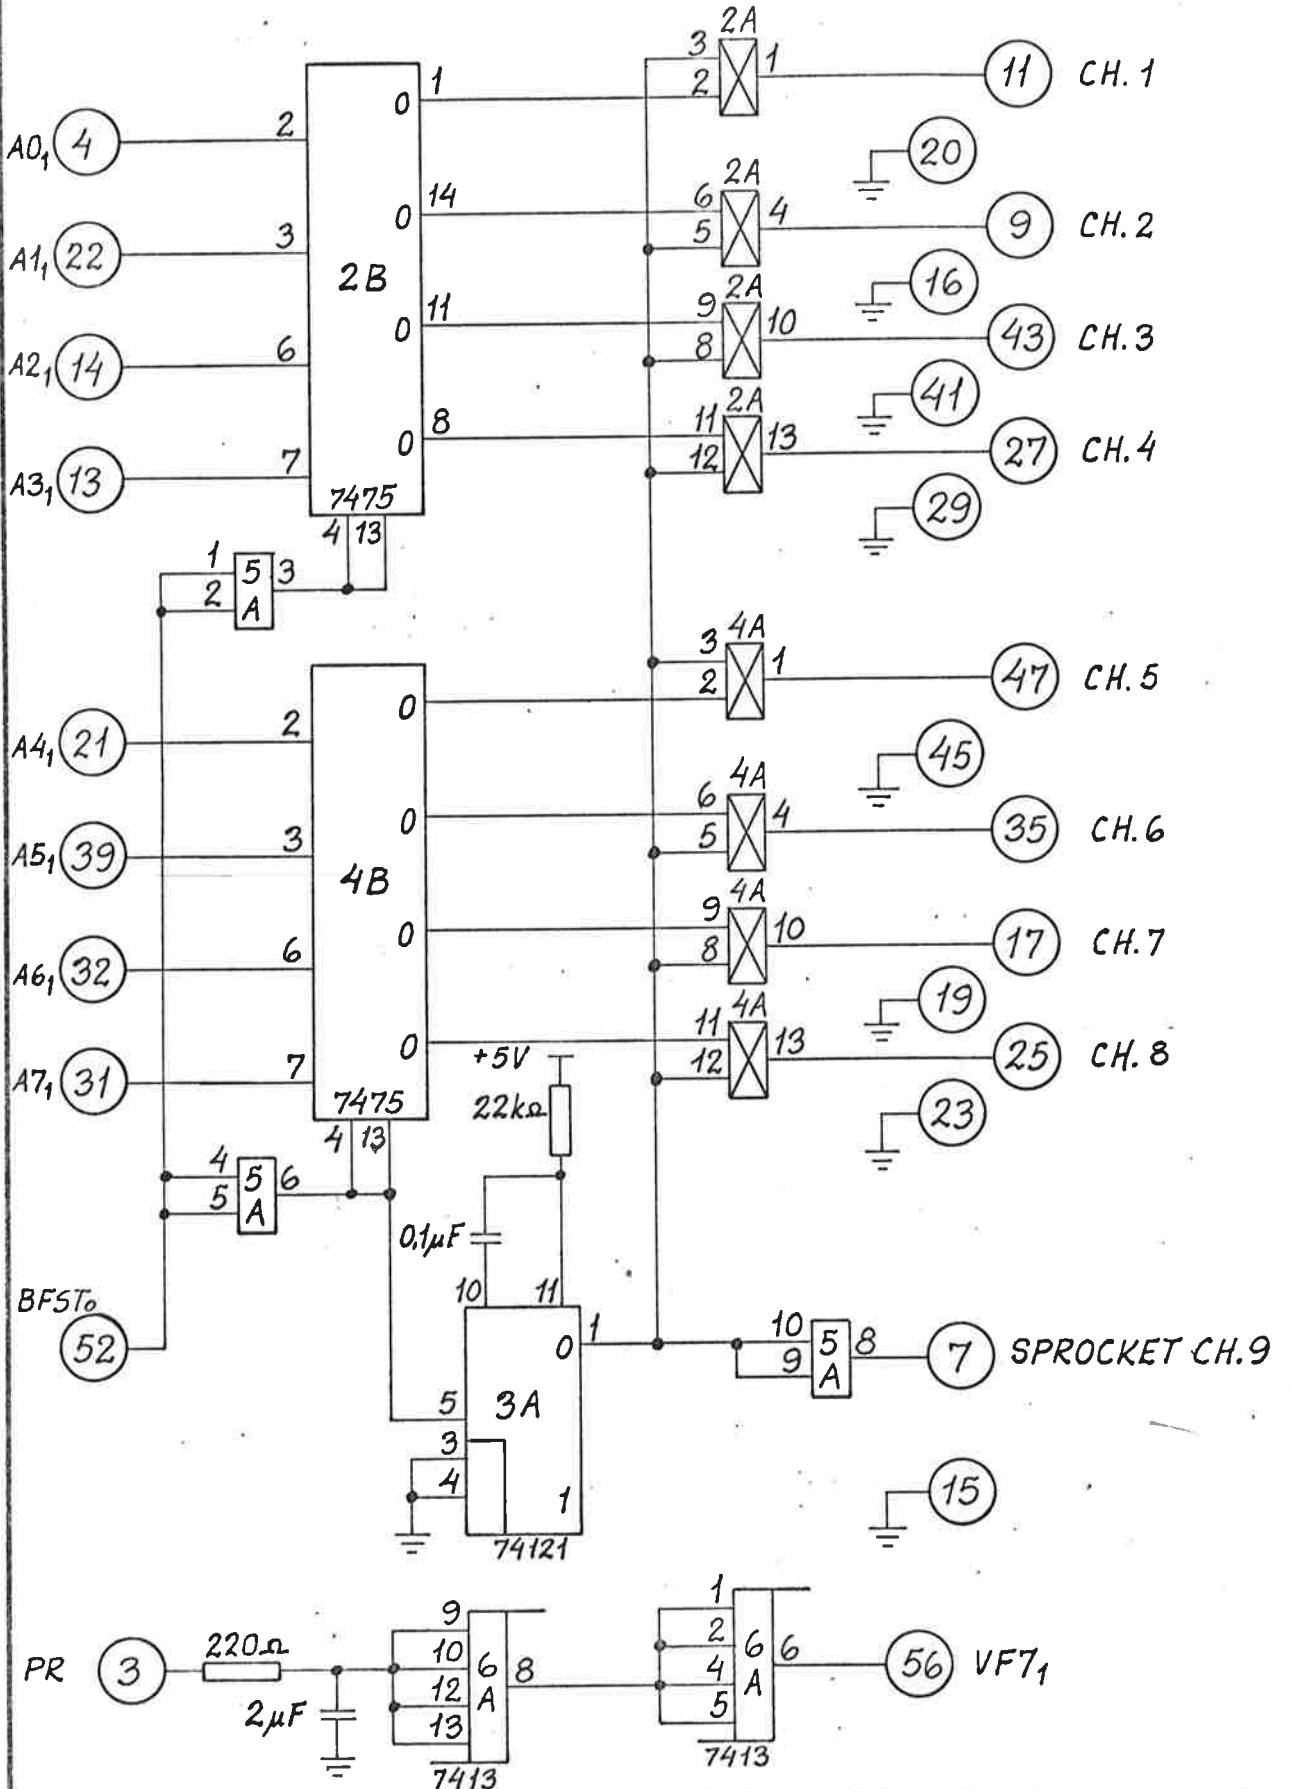 2A
3 1 11 CH. 1
2
1
0
A0₁ 4 2
20
2A
14 6 4 9 CH. 2
0 5
A1₁ 22 3
2B
16
2A
11 9 10 43 CH. 3
0 8
A2₁ 14 6
41
2A
8 11 13 27 CH. 4
0 12
A3₁ 13 7
7475
4 13
29
1 5 3
2 A
4A
3 1 47 CH. 5
2
0
A4₁ 21 2
45
4A
6 4 35 CH. 6
0 5
A5₁ 39 3
4B
4A
9 10 17 CH. 7
0 8
A6₁ 32 6
19
4A
11 13 25 CH. 8
0 12
+5V
A7₁ 31 7
7475
22kΩ
23
4 13
4 5 6
5 A
0.1µF
10 11
BFST₀
52
0 1
10 5 8 7 SPROCKET CH.9
9 A
5 3A
3
4
1
74121
15
9
10 6 8
12 A
13
7413
PR 3 220Ω
2µF
1
2 6 6 56 VF7₁
4 A
5
7413